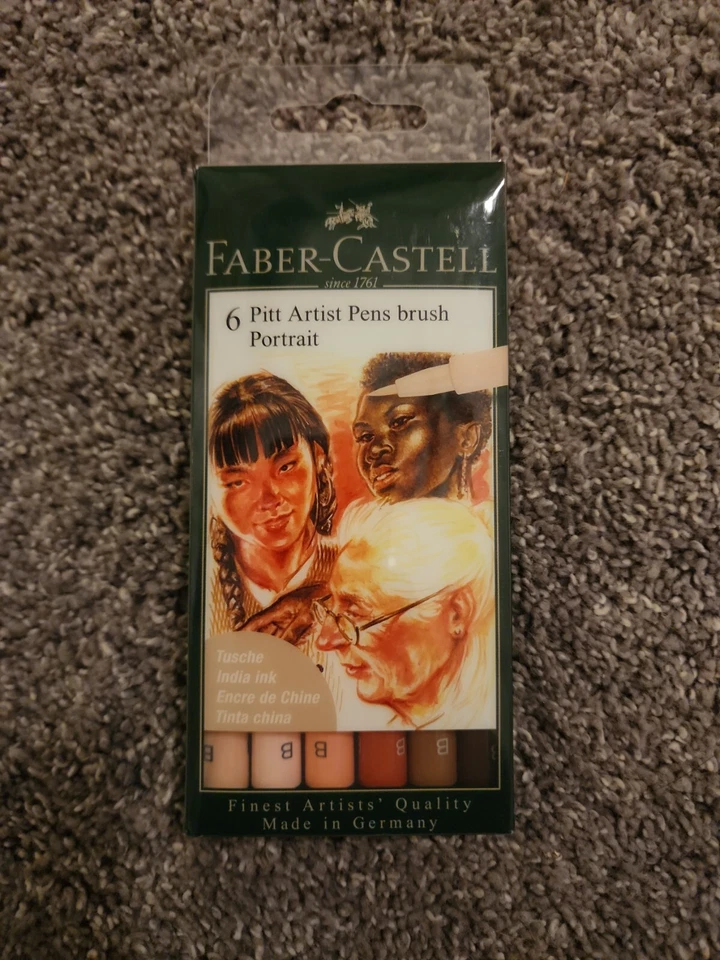 FABER-CASTELL
since 1761
6 Pitt Artist Pens brush
Portrait
Tusche
India ink
Encre de Chine
Tinta china
B B B B B
Finest Artists' Quality
Made in Germany